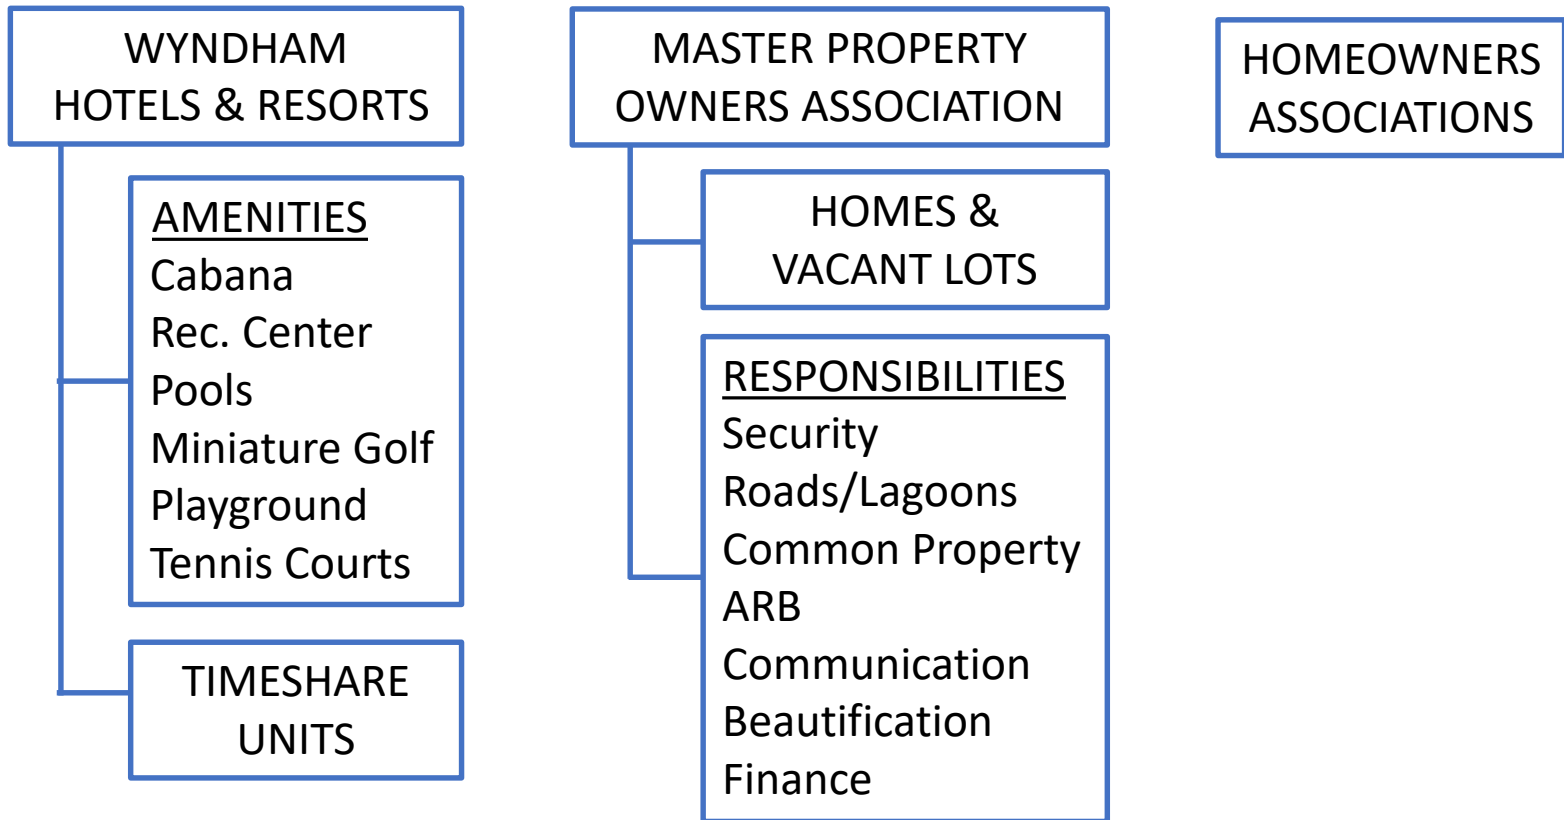 WYNDHAM
HOTELS & RESORTS
AMENITIES
Cabana
Rec. Center
Pools
Miniature Golf
Playground
Tennis Courts
TIMESHARE
UNITS
MASTER PROPERTY
OWNERS ASSOCIATION
HOMES &
VACANT LOTS
RESPONSIBILITIES
Security
Roads/Lagoons
Common Property
ARB
Communication
Beautification
Finance
HOMEOWNERS
ASSOCIATIONS